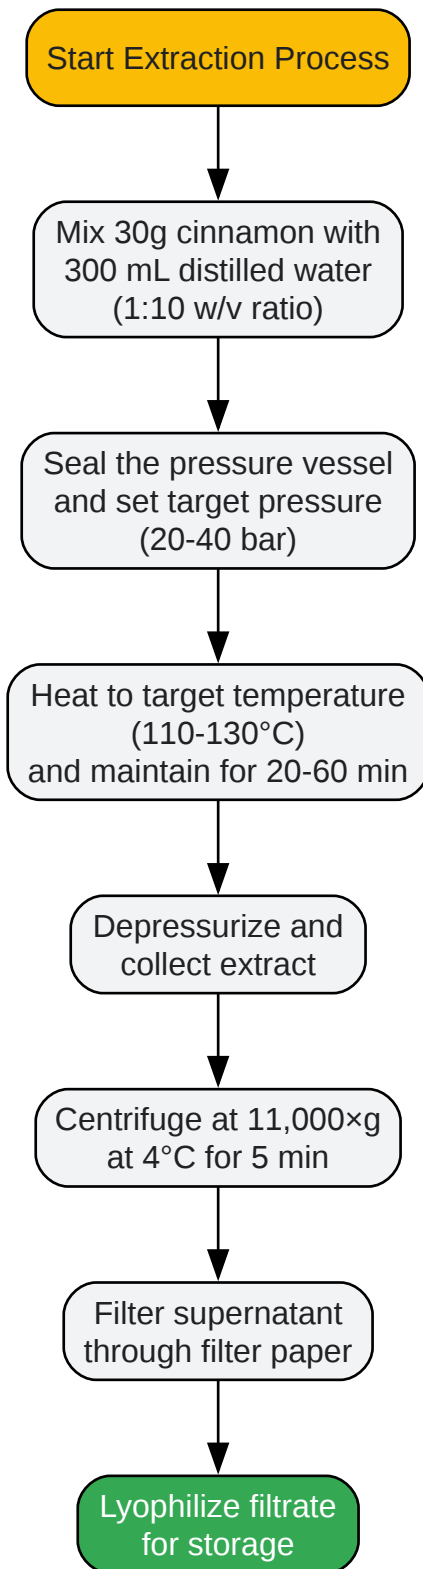 Start Extraction Process
Mix 30g cinnamon with
300 mL distilled water
(1:10 w/v ratio)
Seal the pressure vessel
and set target pressure
(20-40 bar)
Heat to target temperature
(110-130°C)
and maintain for 20-60 min
Depressurize and
collect extract
Centrifuge at 11,000×g
at 4°C for 5 min
Filter supernatant
through filter paper
Lyophilize filtrate
for storage